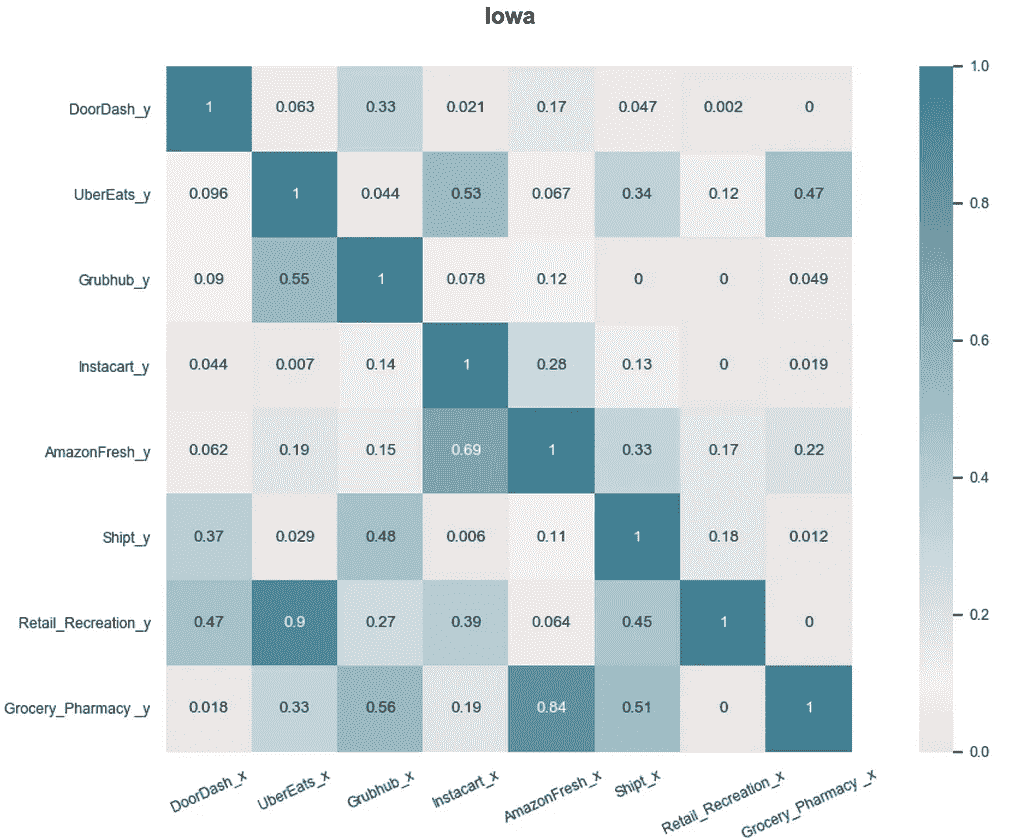 Iowa
DoorDash_y 1 0.063 0.33 0.021 0.17 0.047 0.002 0
UberEats_y 0.096 1 0.044 0.53 0.067 0.34 0.12 0.47
Grubhub_y 0.09 0.55 1 0.078 0.12 0 0 0.049
Instacart_y 0.044 0.007 0.14 1 0.28 0.13 0 0.019
AmazonFresh_y 0.062 0.19 0.15 0.69 1 0.33 0.17 0.22
Shipt_y 0.37 0.029 0.48 0.006 0.11 1 0.18 0.012
Retail_Recreation_y 0.47 0.9 0.27 0.39 0.064 0.45 1 0
Grocery_Pharmacy _y 0.018 0.33 0.56 0.19 0.84 0.51 0 1
DoorDash_x UberEats_x Grubhub_x Instacart_x AmazonFresh_x Shipt_x Retail_Recreation_x Grocery_Pharmacy _x
1.0
0.8
0.6
0.4
0.2
0.0